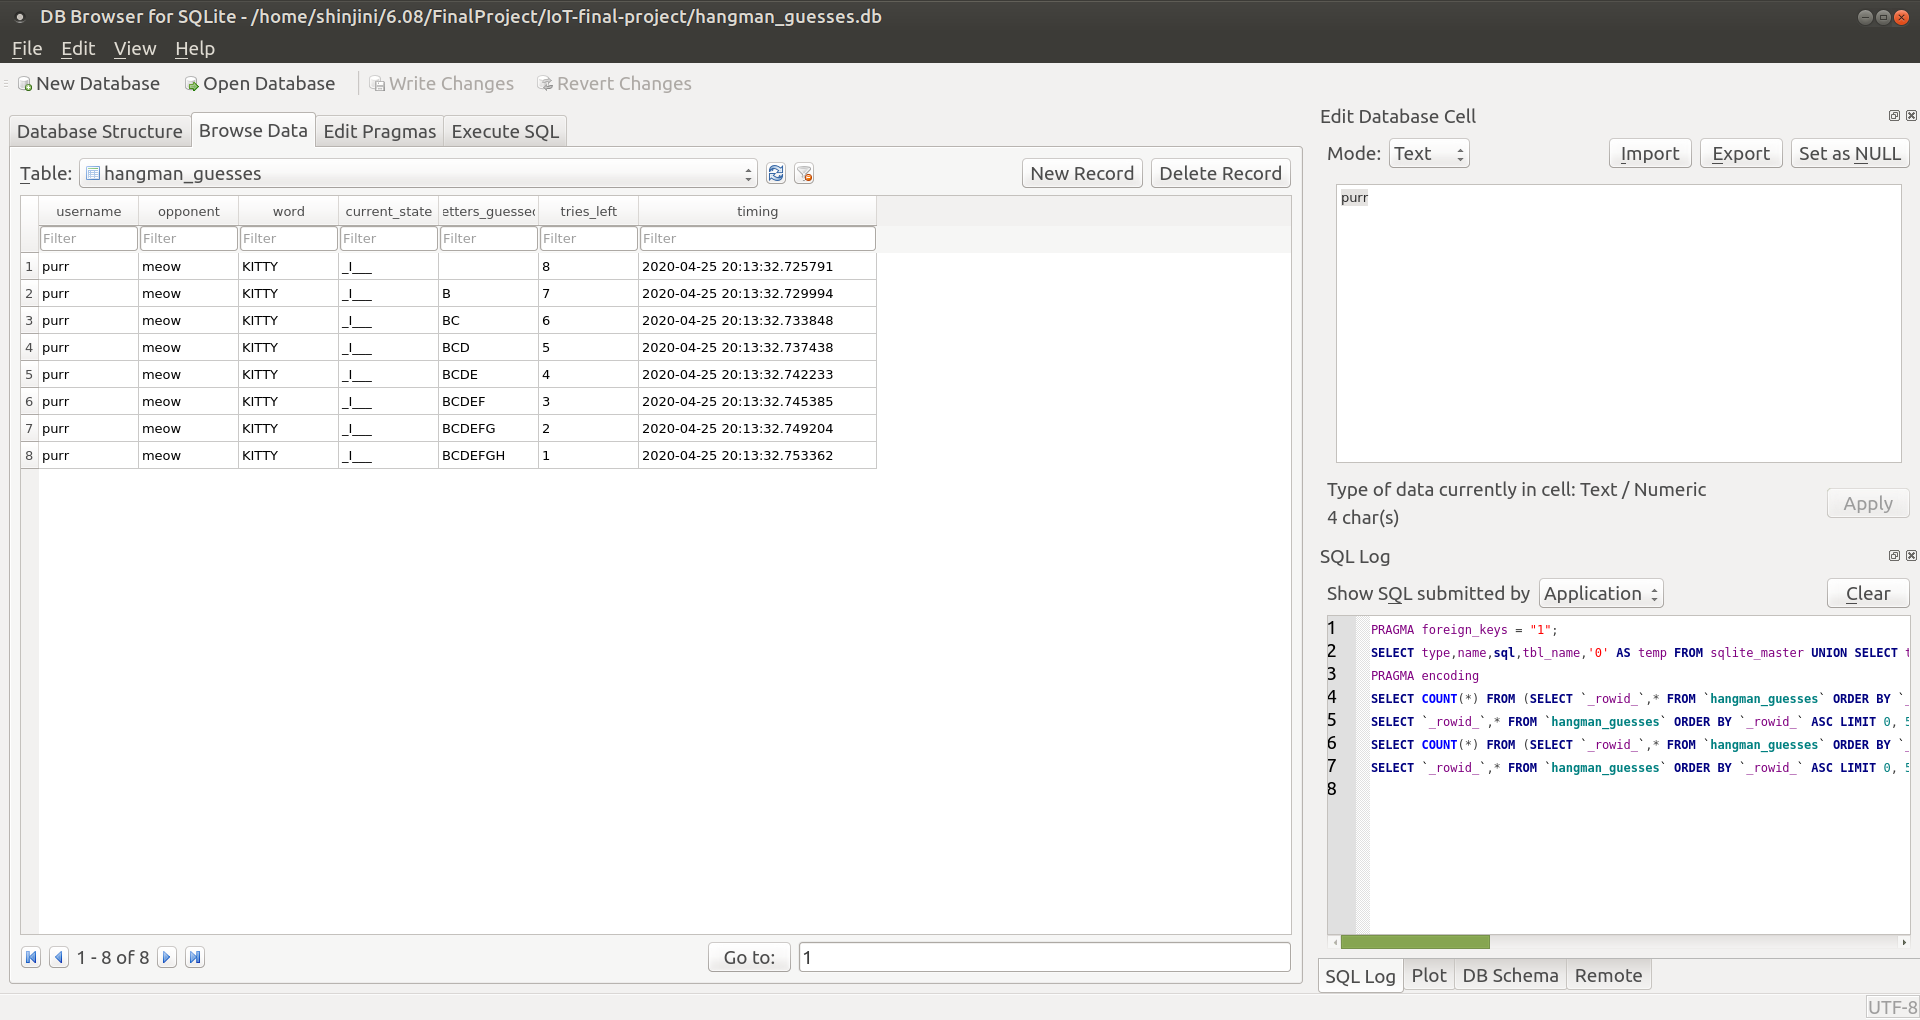 DB Browser for SQLite - /home/shinjini/6.08/FinalProject/IoT-final-project/hangman_guesses.db
File Edit View Help
New Database Open Database Write Changes Revert Changes
Database Structure Browse Data Edit Pragmas Execute SQL
Table: hangman_guesses New Record Delete Record
username opponent word current_state etters_guessed tries_left timing
Filter Filter Filter Filter Filter Filter Filter
1 purr meow KITTY _I___ 8 2020-04-25 20:13:32.725791
2 purr meow KITTY _I___ B 7 2020-04-25 20:13:32.729994
3 purr meow KITTY _I___ BC 6 2020-04-25 20:13:32.733848
4 purr meow KITTY _I___ BCD 5 2020-04-25 20:13:32.737438
5 purr meow KITTY _I___ BCDE 4 2020-04-25 20:13:32.742233
6 purr meow KITTY _I___ BCDEF 3 2020-04-25 20:13:32.745385
7 purr meow KITTY _I___ BCDEFG 2 2020-04-25 20:13:32.749204
8 purr meow KITTY _I___ BCDEFGH 1 2020-04-25 20:13:32.753362
1 - 8 of 8 Go to: 1
Edit Database Cell
Mode: Text Import Export Set as NULL
purr
Type of data currently in cell: Text / Numeric
4 char(s)
Apply
SQL Log
Show SQL submitted by Application Clear
1 PRAGMA foreign_keys = "1";
2 SELECT type,name,sql,tbl_name,'0' AS temp FROM sqlite_master UNION SELECT
3 PRAGMA encoding
4 SELECT COUNT(*) FROM (SELECT `_rowid_`,* FROM `hangman_guesses` ORDER BY `_
5 SELECT `_rowid_`,* FROM `hangman_guesses` ORDER BY `_rowid_` ASC LIMIT 0,
6 SELECT COUNT(*) FROM (SELECT `_rowid_`,* FROM `hangman_guesses` ORDER BY `_
7 SELECT `_rowid_`,* FROM `hangman_guesses` ORDER BY `_rowid_` ASC LIMIT 0,
8
SQL Log Plot DB Schema Remote
UTF-8